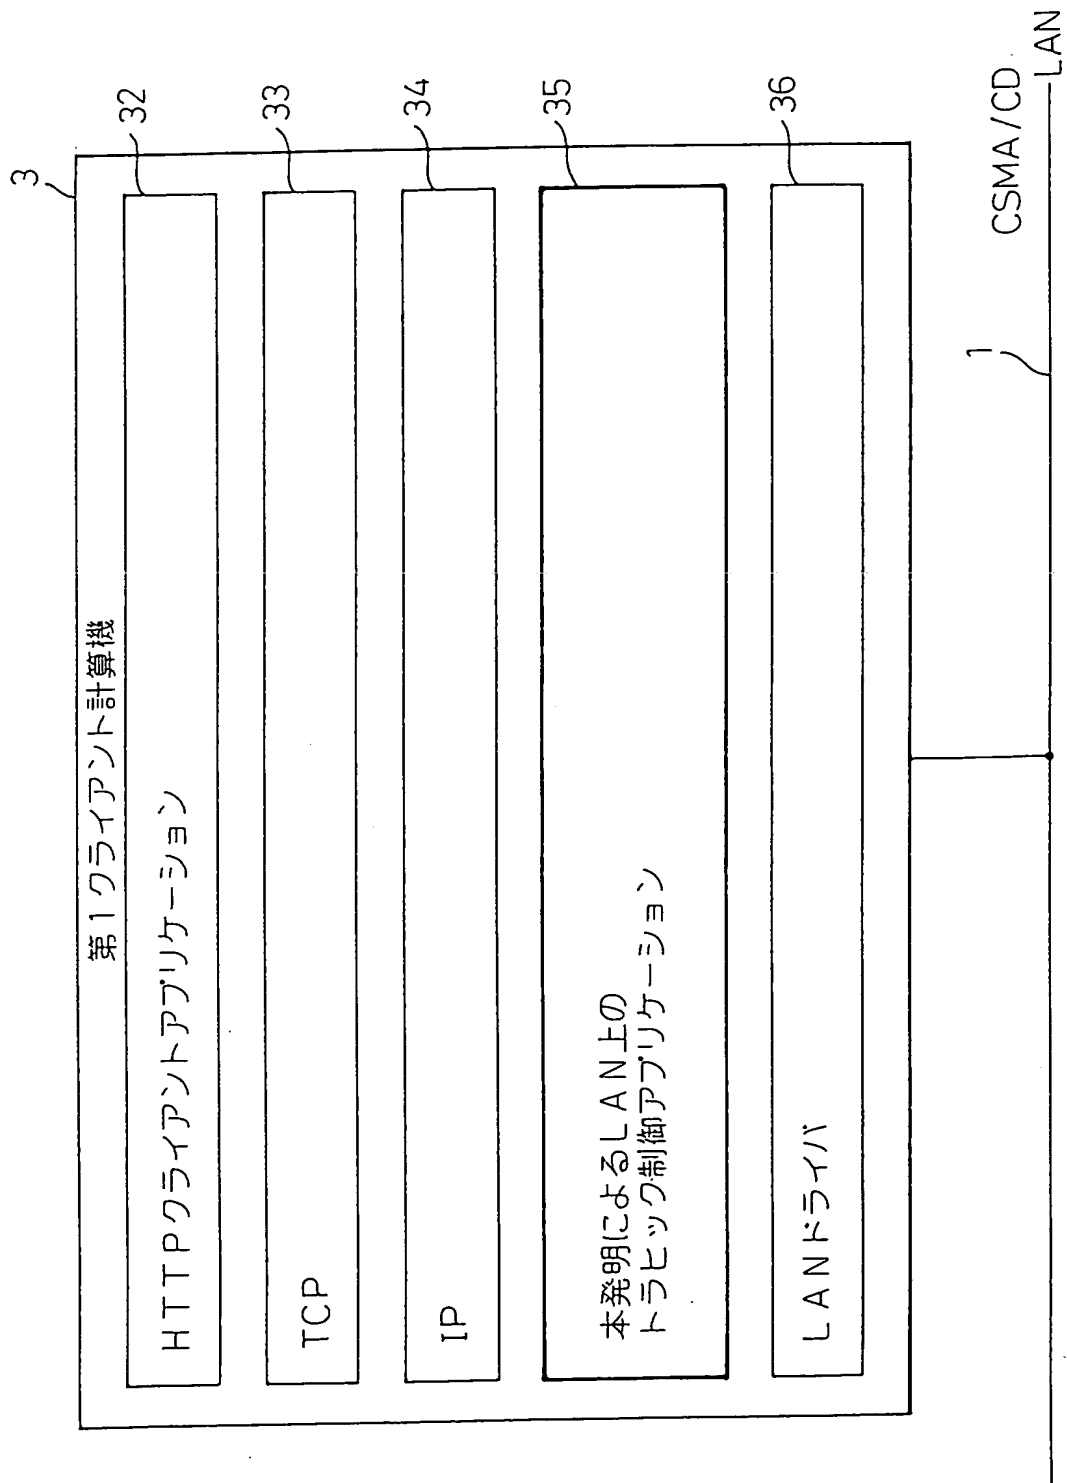 3
第1クライアント計算機
HTTPクライアントアプリケーション
32
TCP
33
IP
34
本発明によるLAN上の
トラヒック制御アプリケーション
35
LANドライバ
36
1
CSMA/CD
LAN